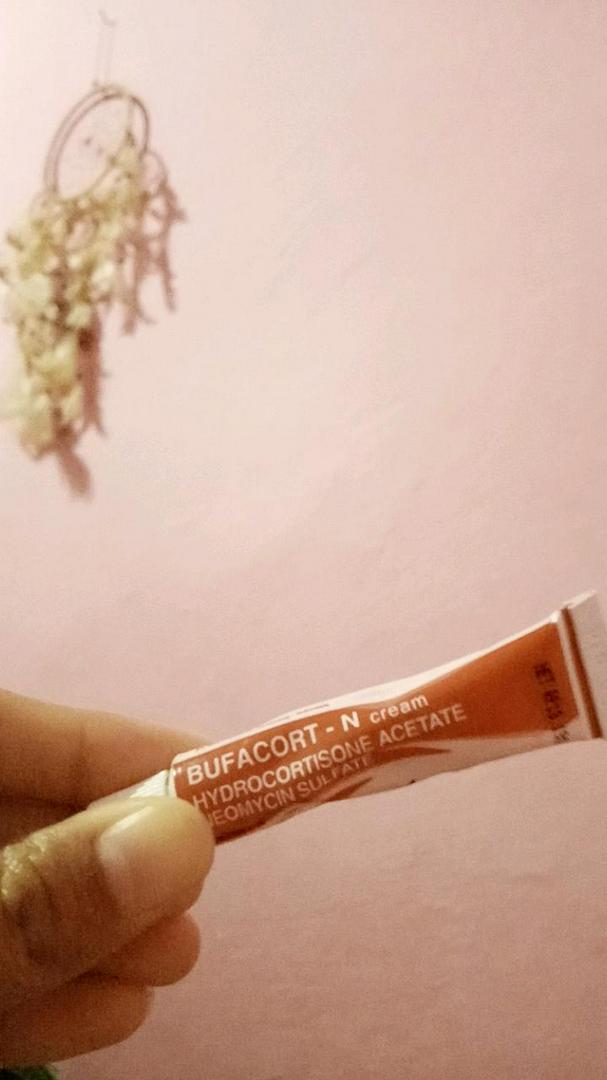 "BUFACORT - N cream
HYDROCORTISONE ACETATE
NEOMYCIN SULFATE